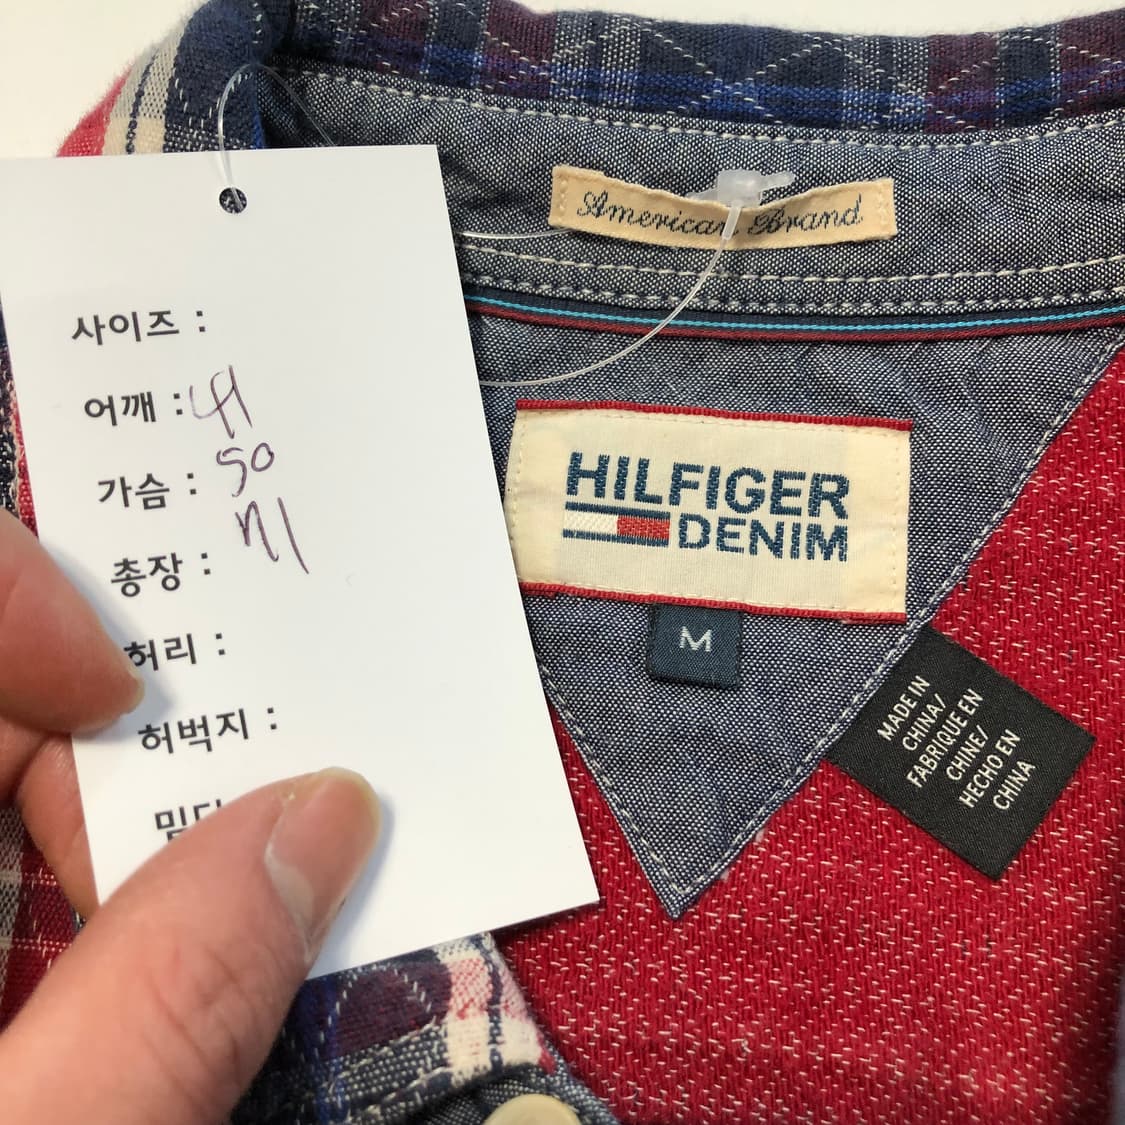 사이즈 :
어깨 : 41
가슴 : 50
총장 : 71
허리 :
허벅지 :
American Brand
HILFIGER
DENIM
M
MADE IN
CHINA/
FABRIQUE EN
CHINE/
HECHO EN
CHINA